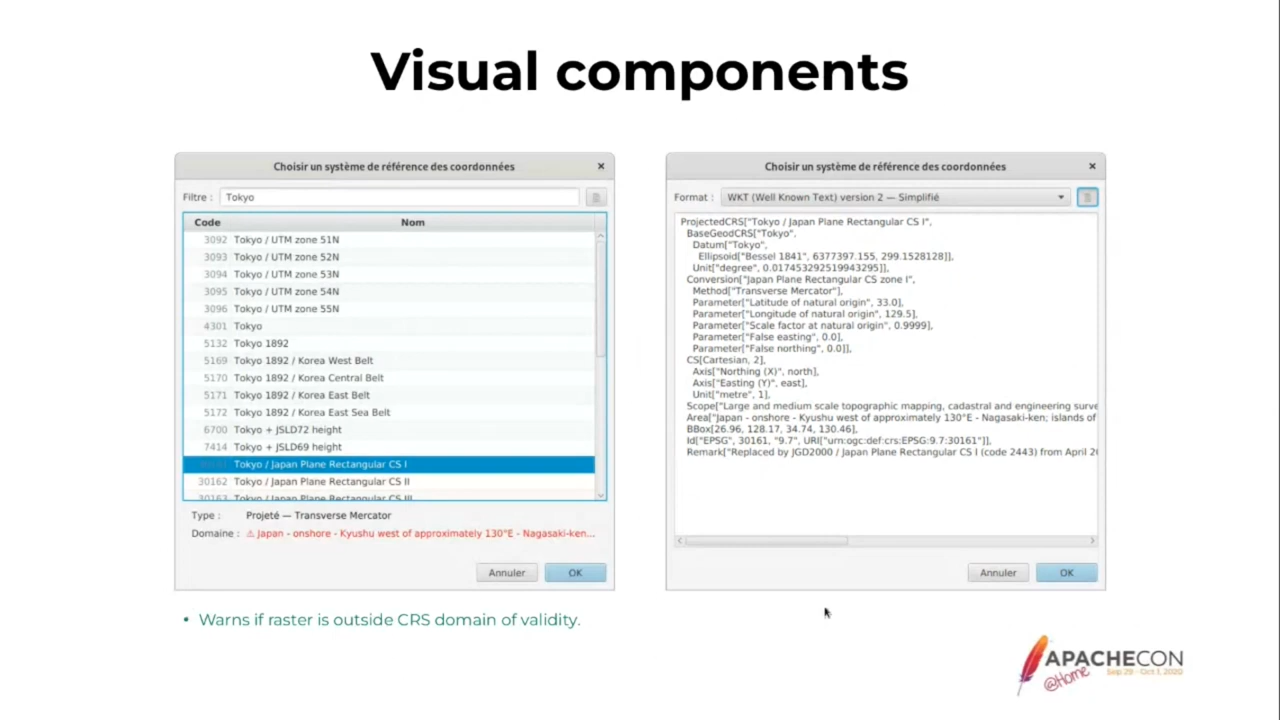 Visual components
Choisir un système de référence des coordonnées
Filtre : Tokyo
Code Nom
3092 Tokyo / UTM zone 51N
3093 Tokyo / UTM zone 52N
3094 Tokyo / UTM zone 53N
3095 Tokyo / UTM zone 54N
3096 Tokyo / UTM zone 55N
4301 Tokyo
5132 Tokyo 1892
5169 Tokyo 1892 / Korea West Belt
5170 Tokyo 1892 / Korea Central Belt
5171 Tokyo 1892 / Korea East Belt
5172 Tokyo 1892 / Korea East Sea Belt
6700 Tokyo + JSLD72 height
7414 Tokyo + JSLD69 height
Tokyo / Japan Plane Rectangular CS I
30162 Tokyo / Japan Plane Rectangular CS II
30163 Tokyo / Japan Plane Rectangular CS III
Type : Projeté — Transverse Mercator
Domaine : ⚠ Japan - onshore - Kyushu west of approximately 130°E - Nagasaki-ken...
Annuler OK
Choisir un système de référence des coordonnées
Format : WKT (Well Known Text) version 2 — Simplifié
ProjectedCRS["Tokyo / Japan Plane Rectangular CS I",
BaseGeodCRS["Tokyo",
Datum["Tokyo",
Ellipsoid["Bessel 1841", 6377397.155, 299.1528128]],
Unit["degree", 0.017453292519943295]],
Conversion["Japan Plane Rectangular CS zone I",
Method["Transverse Mercator"],
Parameter["Latitude of natural origin", 33.0],
Parameter["Longitude of natural origin", 129.5],
Parameter["Scale factor at natural origin", 0.9999],
Parameter["False easting", 0.0],
Parameter["False northing", 0.0]],
CS[Cartesian, 2],
Axis["Northing (X)", north],
Axis["Easting (Y)", east],
Unit["metre", 1],
Scope["Large and medium scale topographic mapping, cadastral and engineering surve
Area["Japan - onshore - Kyushu west of approximately 130°E - Nagasaki-ken; islands of
BBox[26.96, 128.17, 34.74, 130.46],
Id["EPSG", 30161, "9.7", URI["urn:ogc:def:crs:EPSG:9.7:30161"]],
Remark["Replaced by JGD2000 / Japan Plane Rectangular CS I (code 2443) from April 20
Annuler OK
• Warns if raster is outside CRS domain of validity.
APACHECON
@Home Sep 29 - Oct 1, 2020